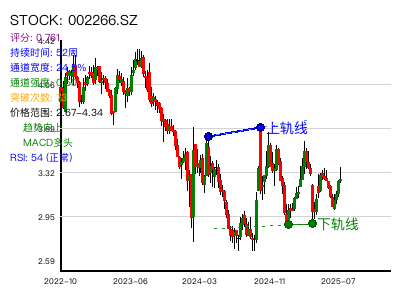 STOCK: 002266.SZ
评分: 0.761
4.42
持续时间: 52周
通道宽度:
通道强度:
突破次数:
价格范围: 2.67-4.34
趋势向上
MACD多头
RSI: 54 (正常)
上轨线
3.32
2.95
下轨线
2.59
2022-10 2023-06 2024-03 2024-11 2025-07